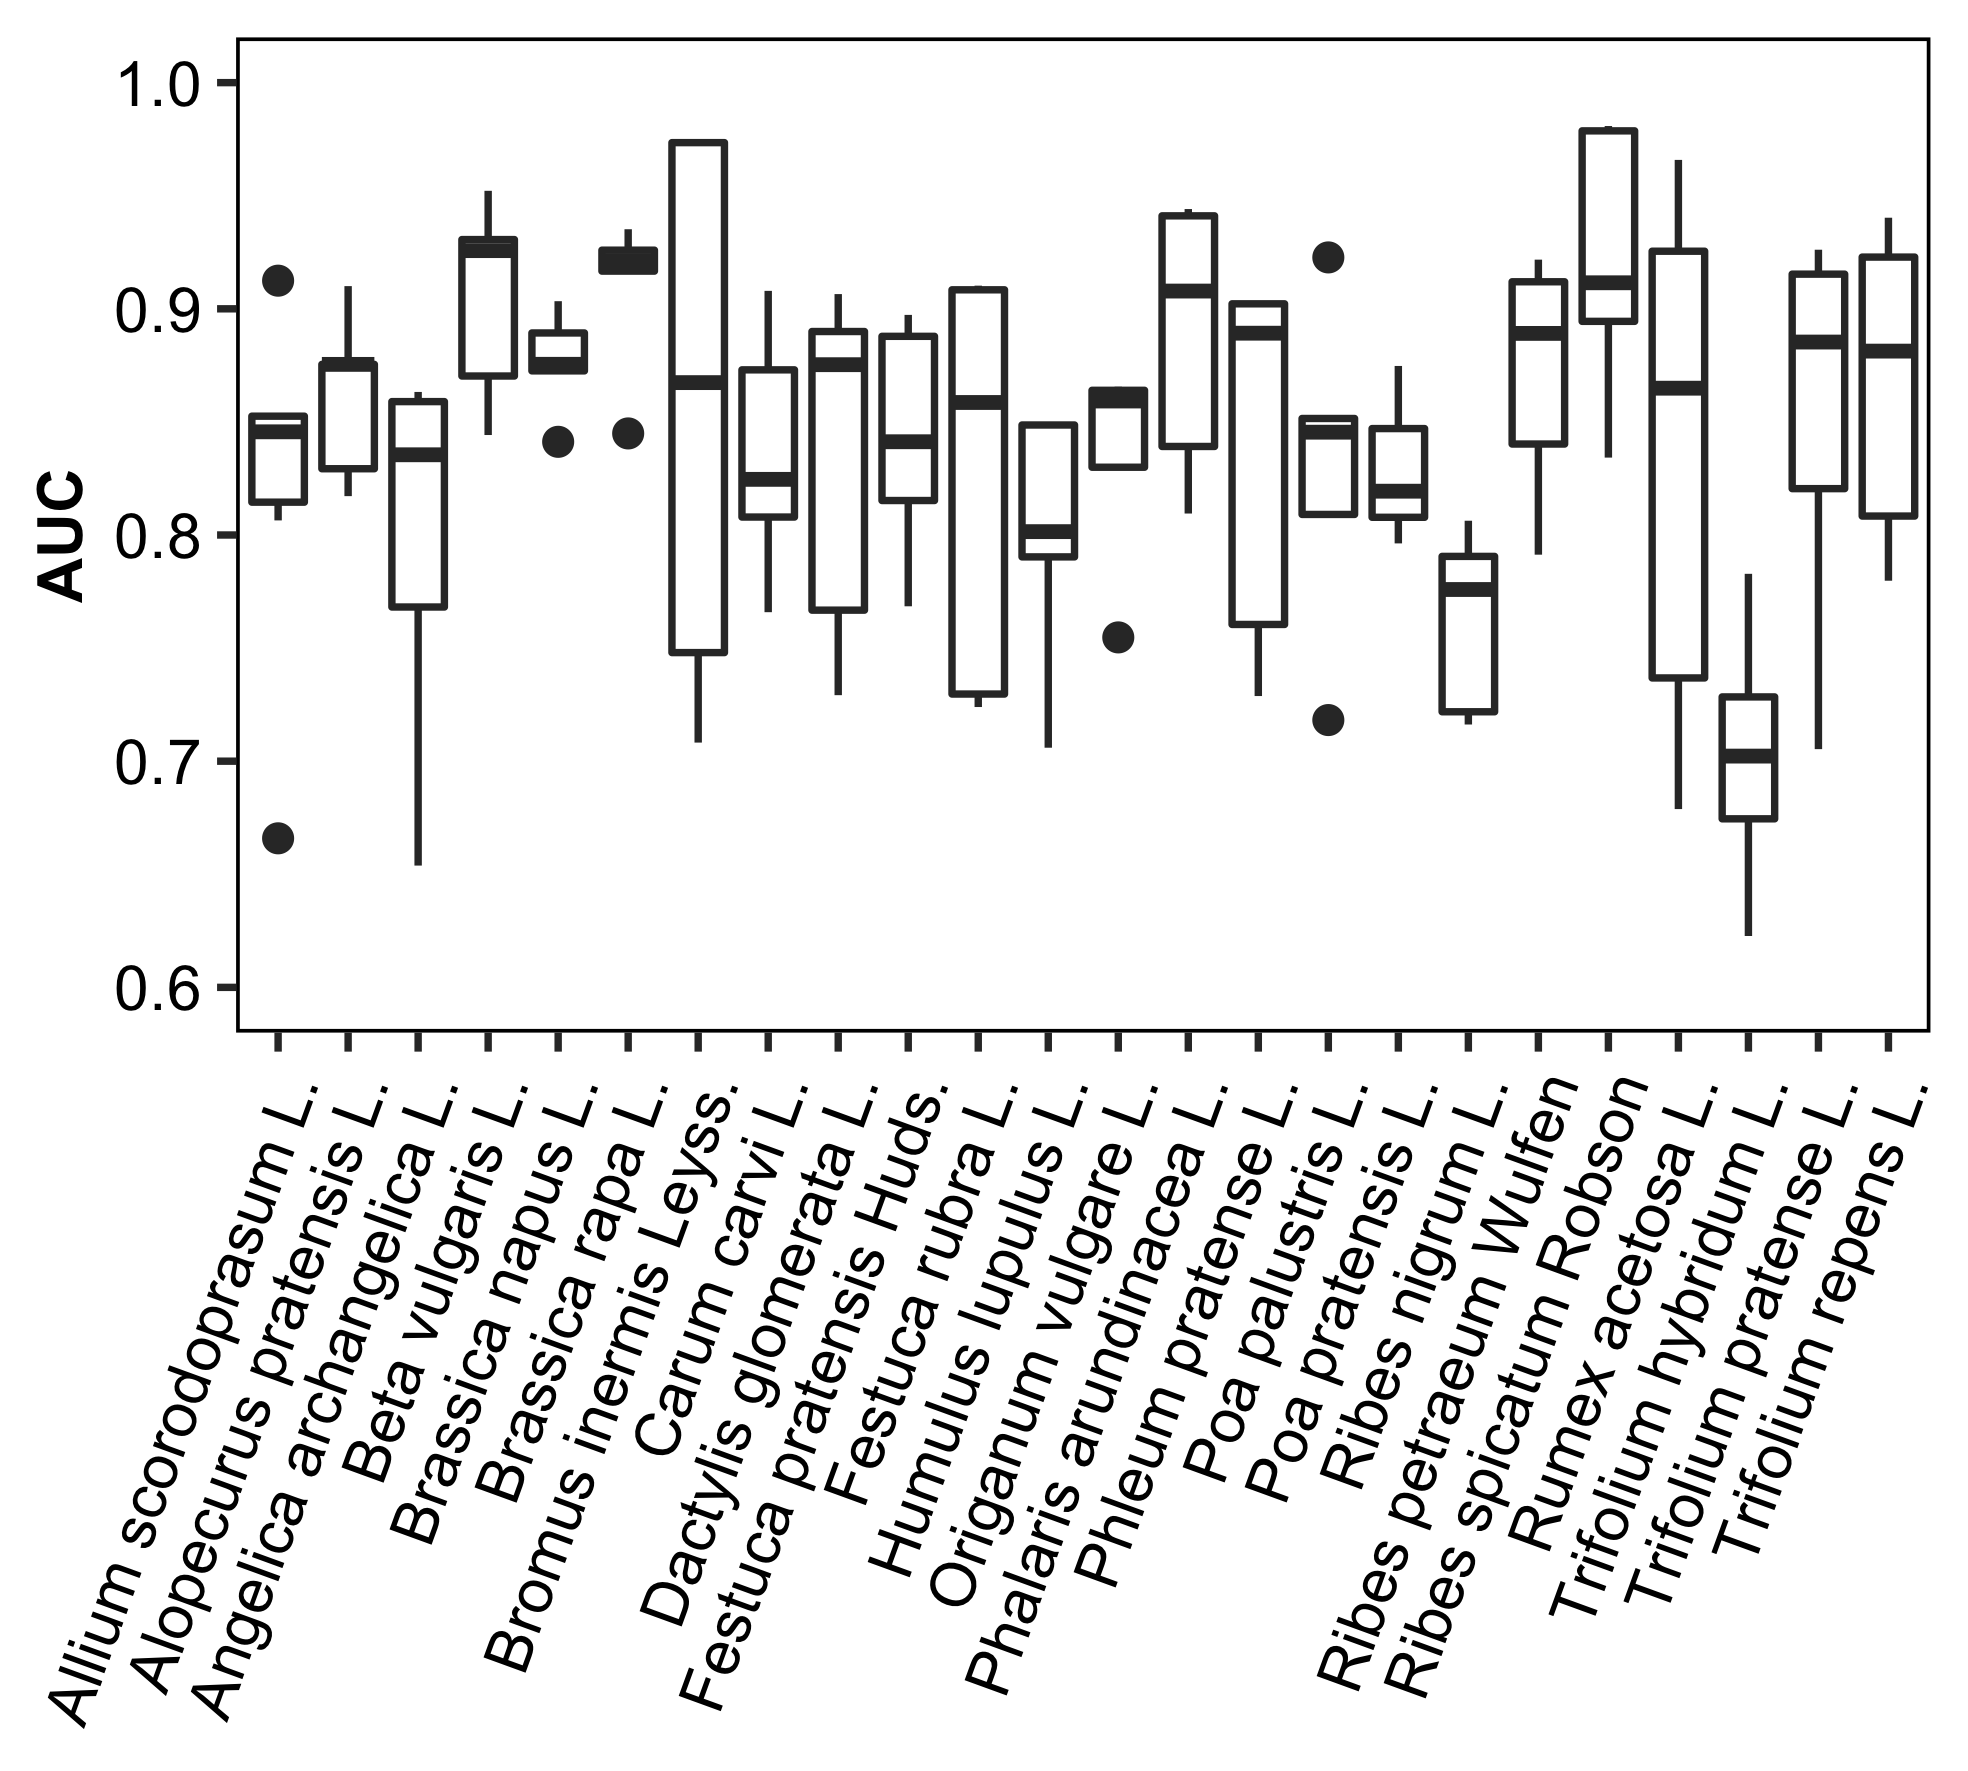 AUC
1.0
0.9
0.8
0.7
0.6
Allium scorodoprasum L.
Alopecurus pratensis L.
Angelica archangelica L.
Beta vulgaris L.
Brassica napus L.
Brassica rapa L.
Bromus inermis Leyss.
Carum carvi L.
Dactylis glomerata L.
Festuca pratensis Huds.
Festuca rubra L.
Humulus lupulus L.
Origanum vulgare L.
Phalaris arundinacea L.
Phleum pratense L.
Poa palustris L.
Poa pratensis L.
Ribes nigrum L.
Ribes petraeum Wulfen
Ribes spicatum Robson
Rumex acetosa L.
Trifolium hybridum L.
Trifolium pratense L.
Trifolium repens L.